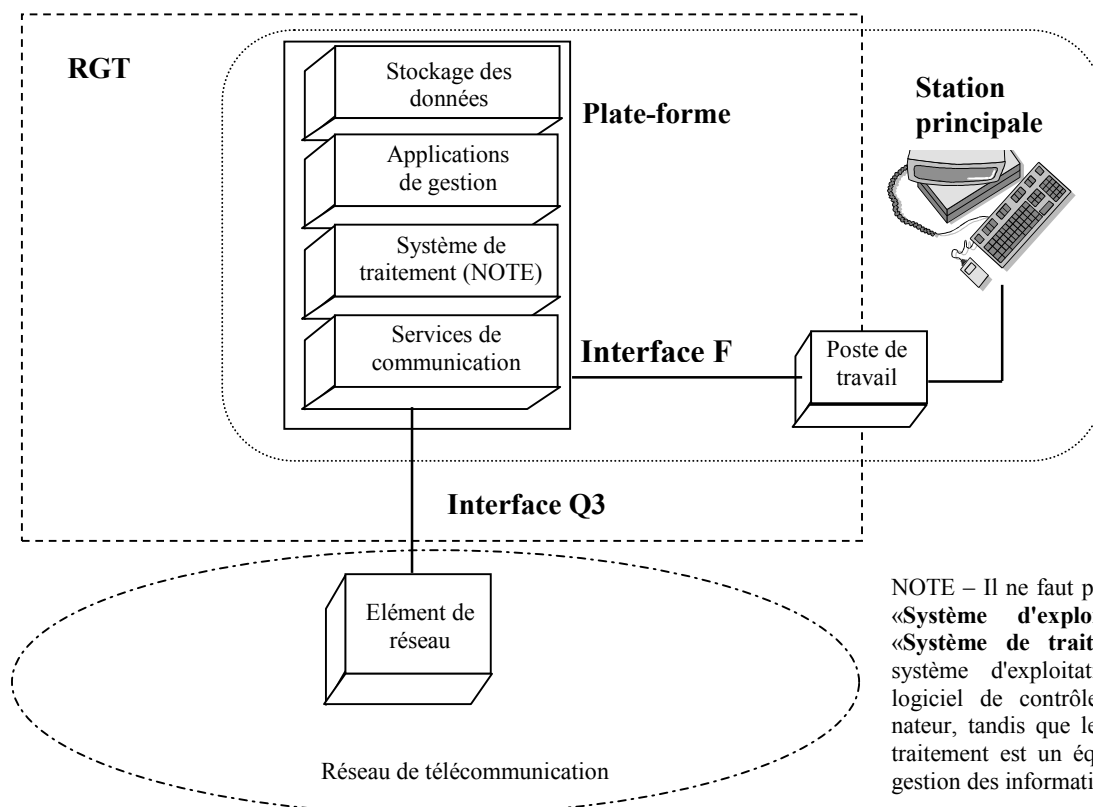 RGT
Stockage des
données
Plate-forme
Station
principale
Applications
de gestion
Système de
traitement (NOTE)
Services de
communication
Interface F
Poste de
travail
Interface Q3
Elément de
réseau
Réseau de télécommunication
NOTE – Il ne faut p
«Système d'exploi
«Système de trait
système d'exploitati
logiciel de contrôle
nateur, tandis que le
traitement est un éq
gestion des informati